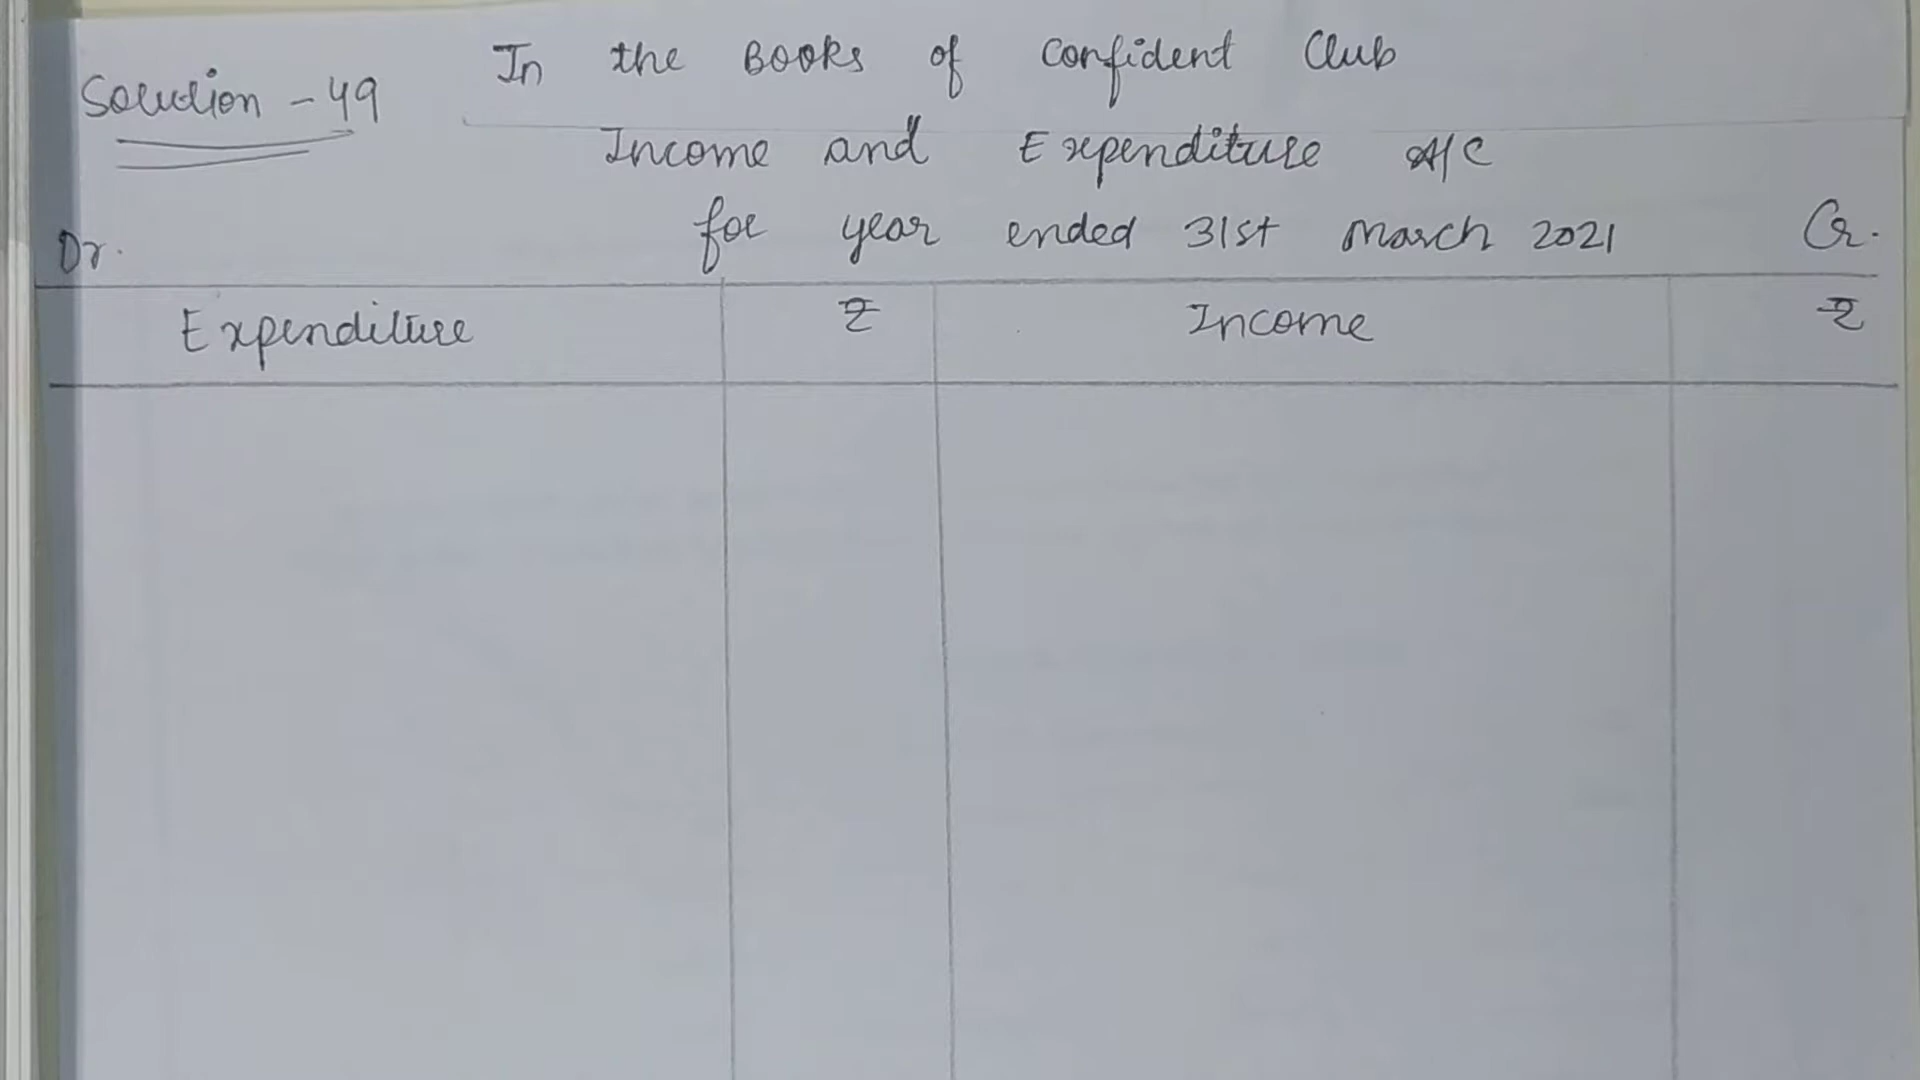 Solution - 49
In the Books of Confident Club
Income and Expenditure A/C
for year ended 31st March 2021
Dr. Cr.
Expenditure ₹ Income ₹